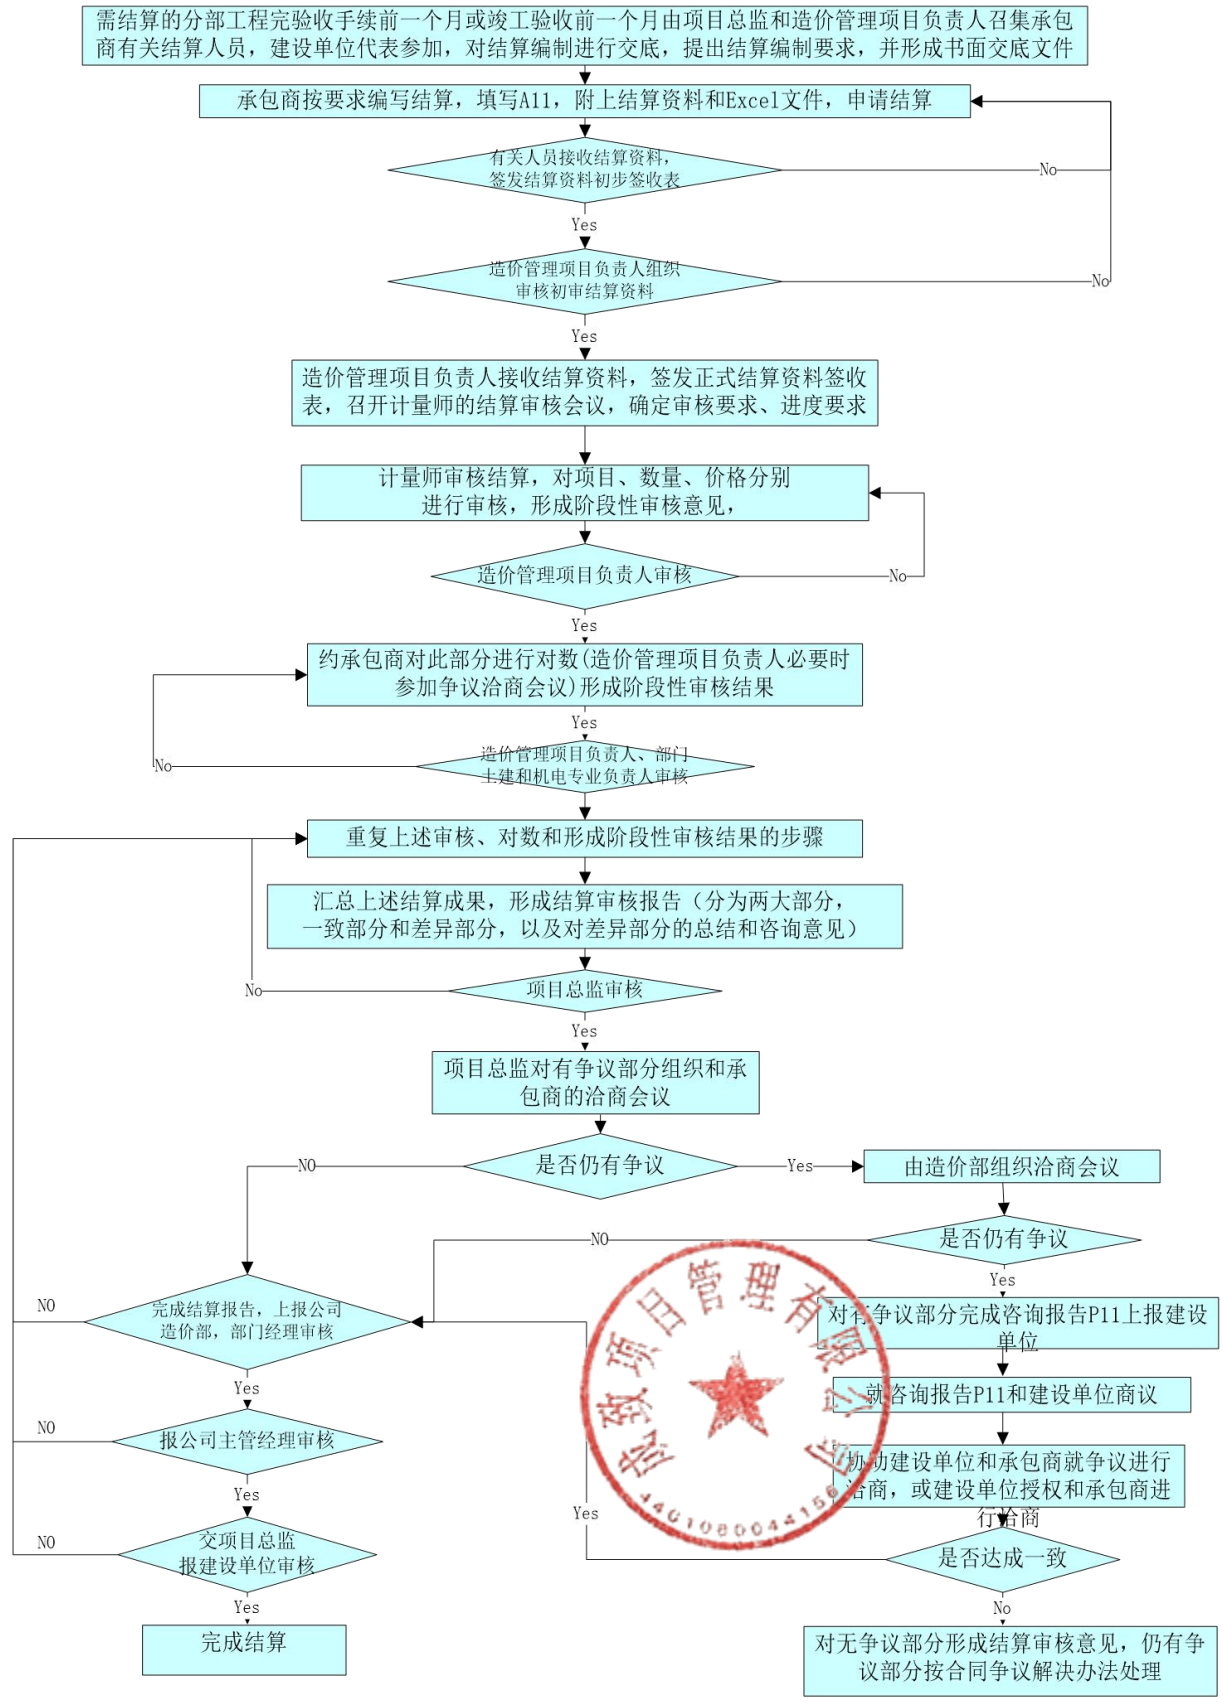 需结算的分部工程完验收手续前一个月或竣工验收前一个月由项目总监和造价管理项目负责人召集承包
商有关结算人员，建设单位代表参加，对结算编制进行交底，提出结算编制要求，并形成书面交底文件
承包商按要求编写结算，填写A11，附上结算资料和Excel文件，申请结算
有关人员接收结算资料，
签发结算资料初步签收表
No
Yes
造价管理项目负责人组织
审核初审结算资料
No
Yes
造价管理项目负责人接收结算资料，签发正式结算资料签收
表，召开计量师的结算审核会议，确定审核要求、进度要求
计量师审核结算，对项目、数量、价格分别
进行审核，形成阶段性审核意见，
造价管理项目负责人审核
No
Yes
约承包商对此部分进行对数(造价管理项目负责人必要时
参加争议洽商会议)形成阶段性审核结果
Yes
造价管理项目负责人、部门
土建和机电专业负责人审核
No
重复上述审核、对数和形成阶段性审核结果的步骤
汇总上述结算成果，形成结算审核报告（分为两大部分，
一致部分和差异部分，以及对差异部分的总结和咨询意见）
项目总监审核
No
Yes
项目总监对有争议部分组织和承
包商的洽商会议
是否仍有争议
NO
Yes
由造价部组织洽商会议
是否仍有争议
NO
Yes
对有争议部分完成咨询报告P11上报建设
单位
完成结算报告，上报公司
造价部，部门经理审核
NO
Yes
就咨询报告P11和建设单位商议
报公司主管经理审核
NO
Yes
协助建设单位和承包商就争议进行
洽商，或建设单位授权和承包商进
行洽商
Yes
交项目总监
报建设单位审核
NO
Yes
是否达成一致
No
完成结算
对无争议部分形成结算审核意见，仍有争
议部分按合同争议解决办法处理
成致项目管理有限公司